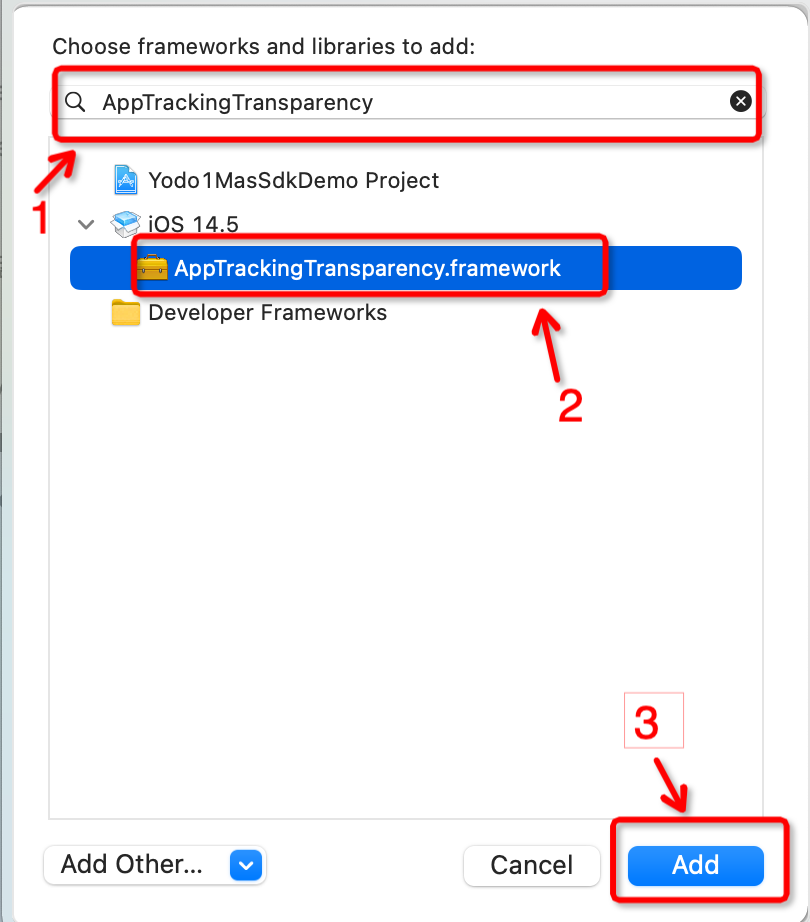 Choose frameworks and libraries to add:
AppTrackingTransparency
1
Yodo1MasSdkDemo Project
iOS 14.5
AppTrackingTransparency.framework
Developer Frameworks
2
3
Add Other...
Cancel
Add